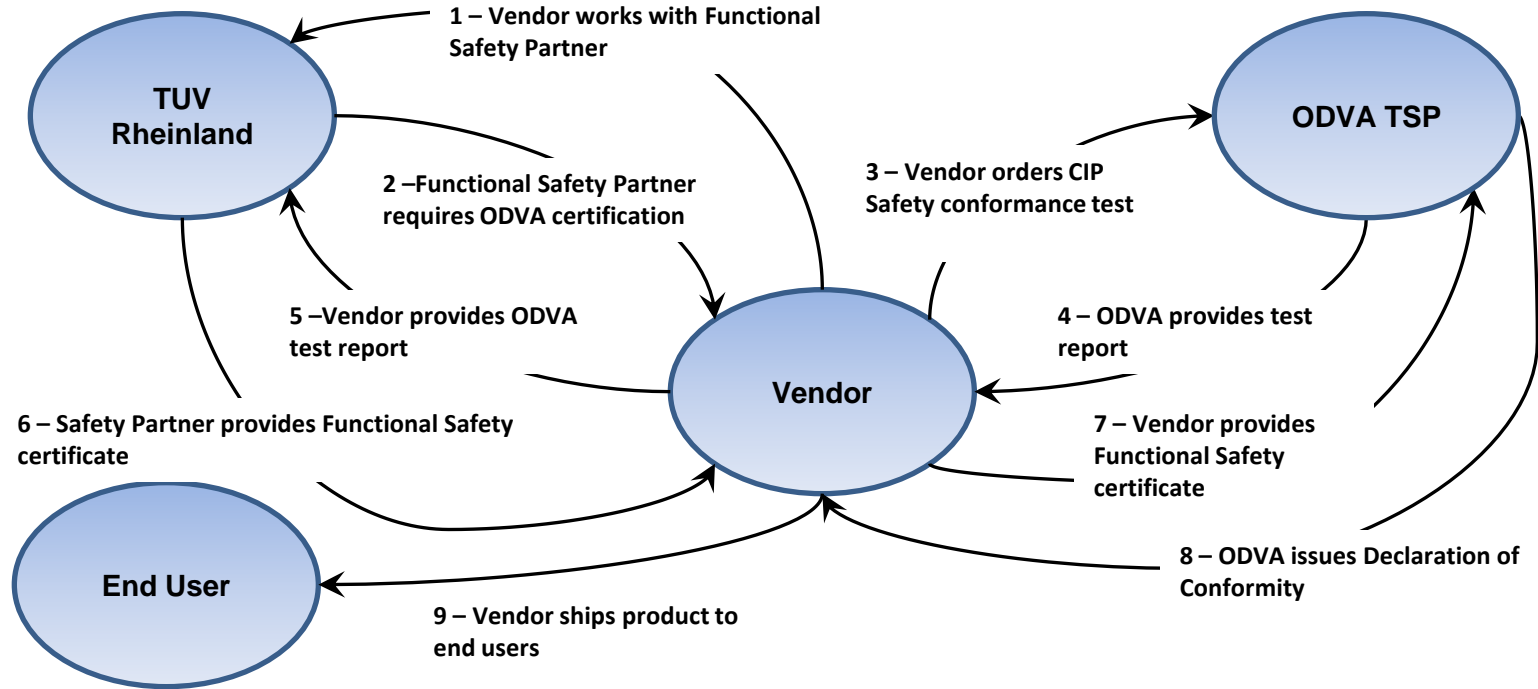 1 – Vendor works with Functional
Safety Partner
TUV
Rheinland
ODVA TSP
2 –Functional Safety Partner
requires ODVA certification
3 – Vendor orders CIP
Safety conformance test
5 –Vendor provides ODVA
test report
4 – ODVA provides test
report
Vendor
6 – Safety Partner provides Functional Safety
certificate
7 – Vendor provides
Functional Safety
certificate
End User
8 – ODVA issues Declaration of
Conformity
9 – Vendor ships product to
end users